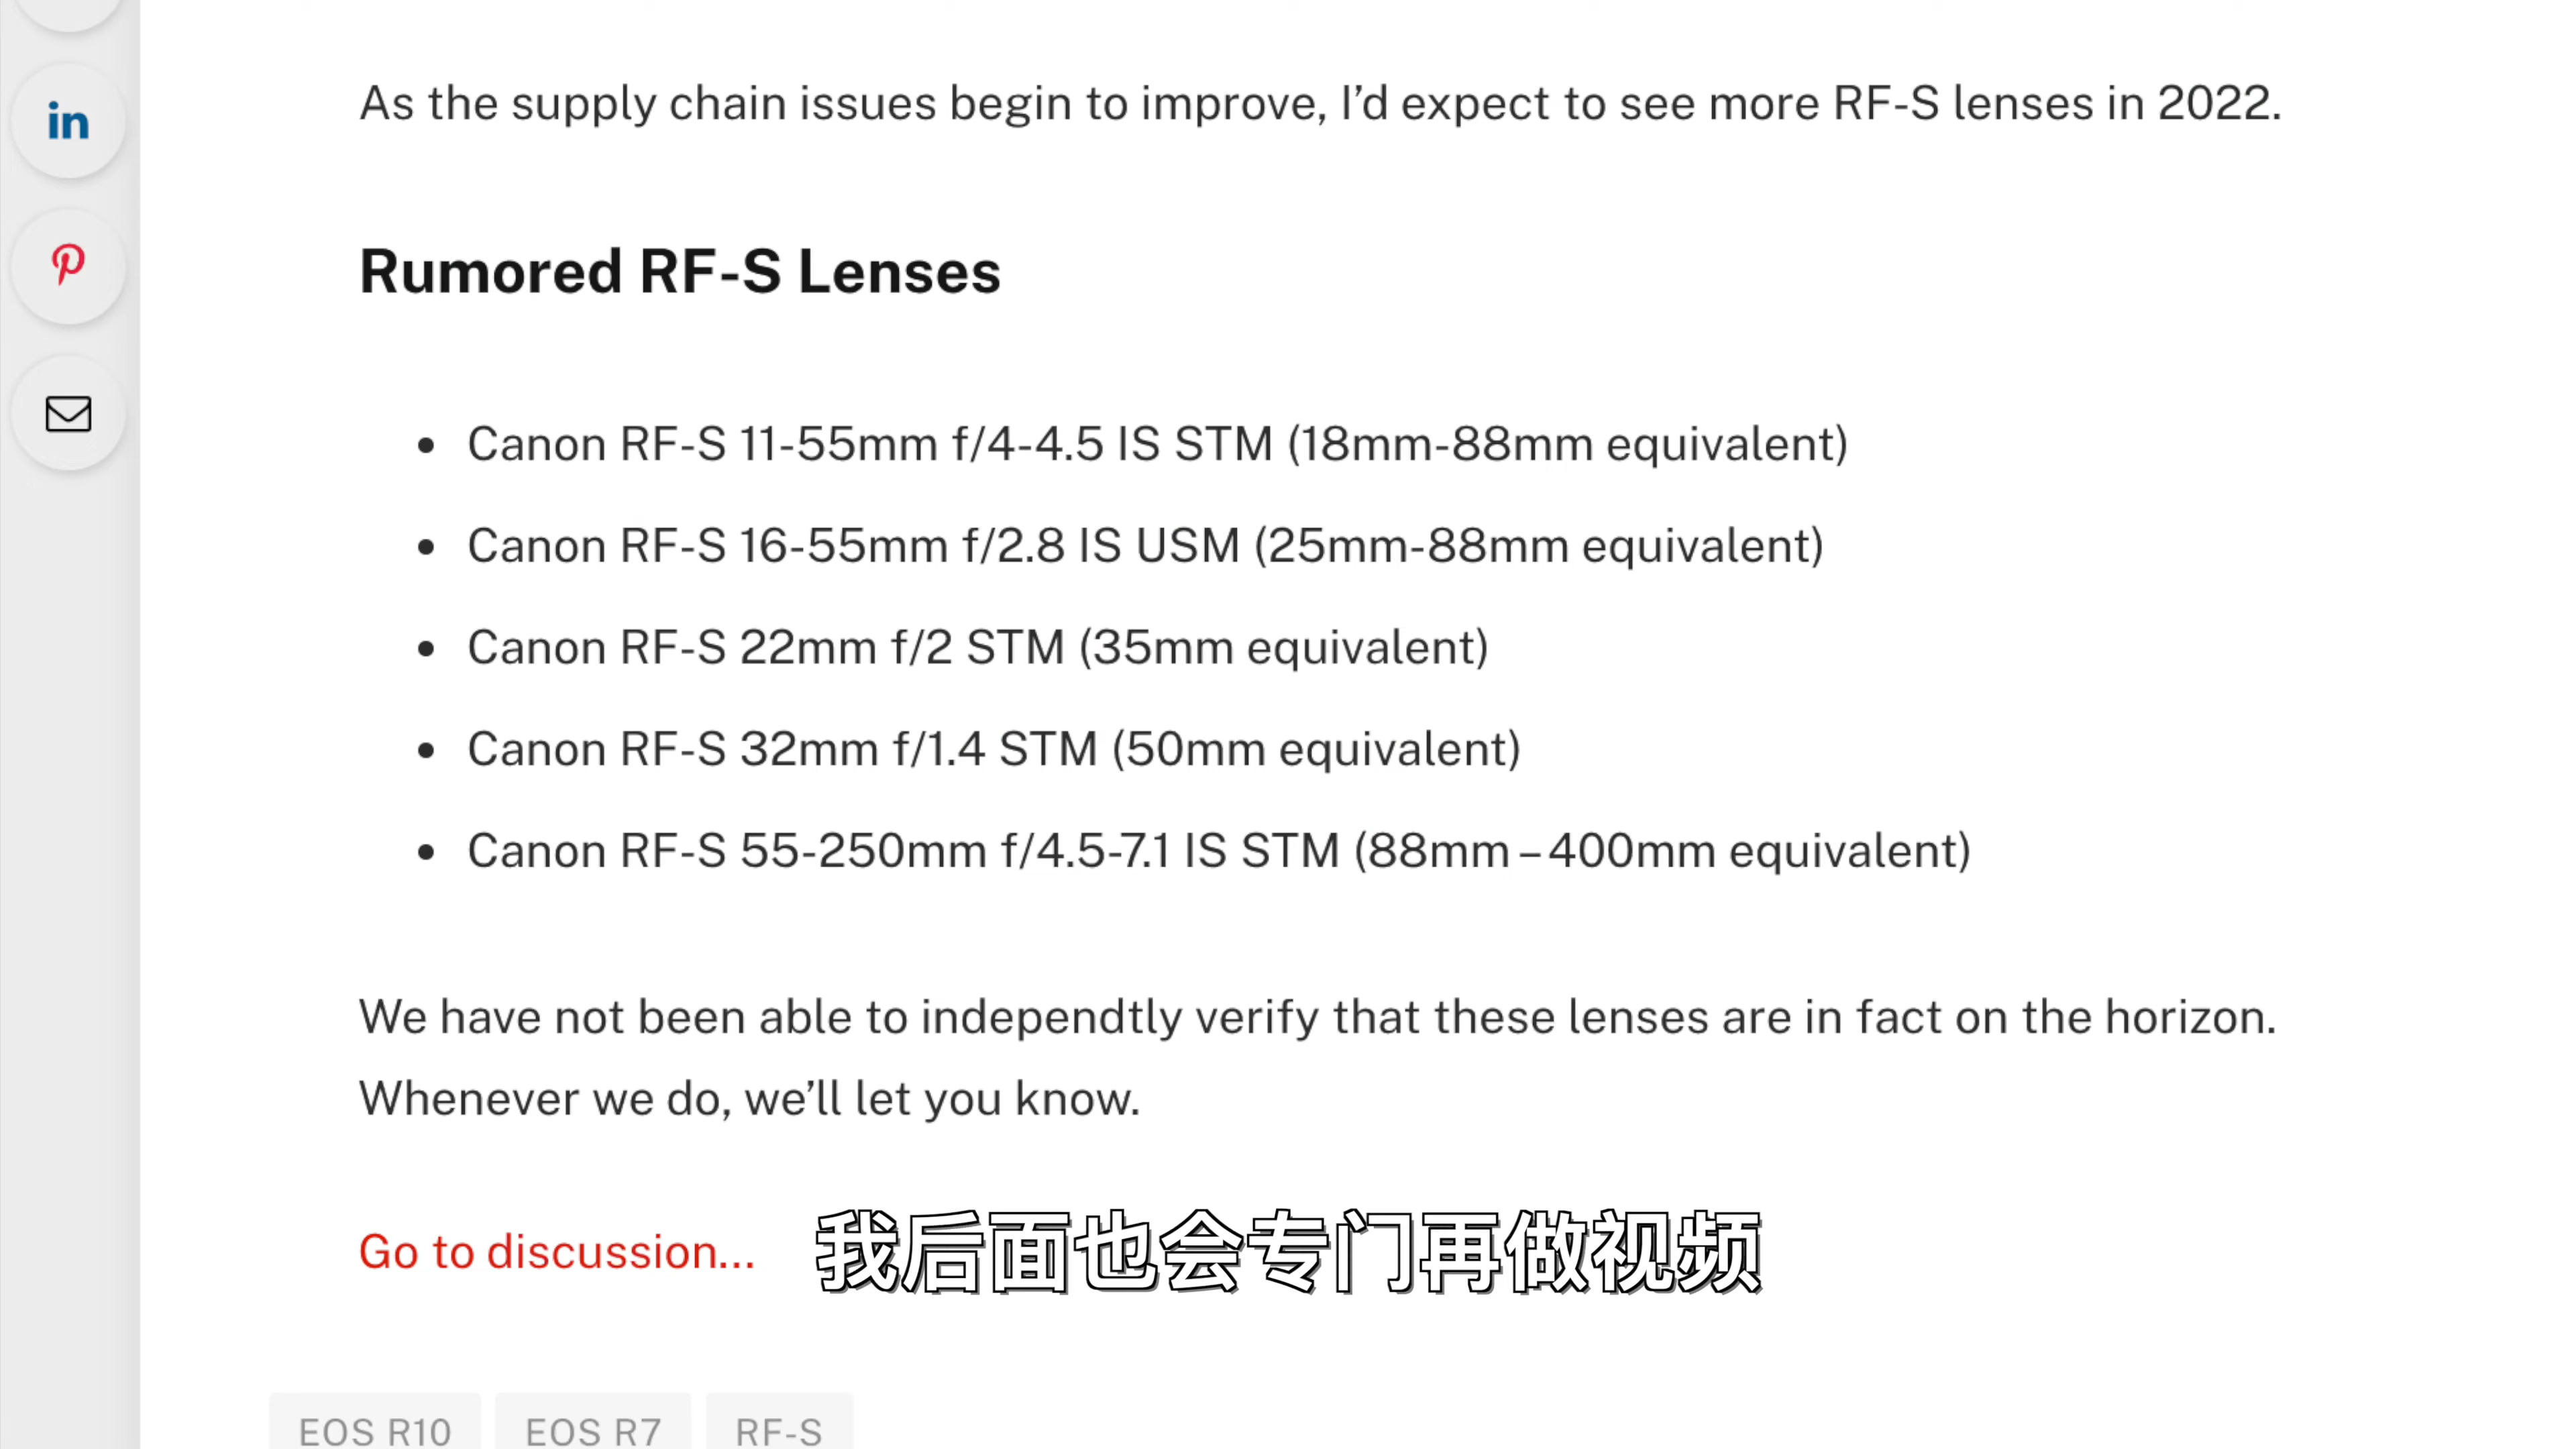 in
As the supply chain issues begin to improve, I’d expect to see more RF-S lenses in 2022.
Rumored RF-S Lenses
• Canon RF-S 11-55mm f/4-4.5 IS STM (18mm-88mm equivalent)
• Canon RF-S 16-55mm f/2.8 IS USM (25mm-88mm equivalent)
• Canon RF-S 22mm f/2 STM (35mm equivalent)
• Canon RF-S 32mm f/1.4 STM (50mm equivalent)
• Canon RF-S 55-250mm f/4.5-7.1 IS STM (88mm – 400mm equivalent)
We have not been able to independtly verify that these lenses are in fact on the horizon.
Whenever we do, we’ll let you know.
Go to discussion...
我后面也会专门再做视频
EOS R10 EOS R7 RF-S